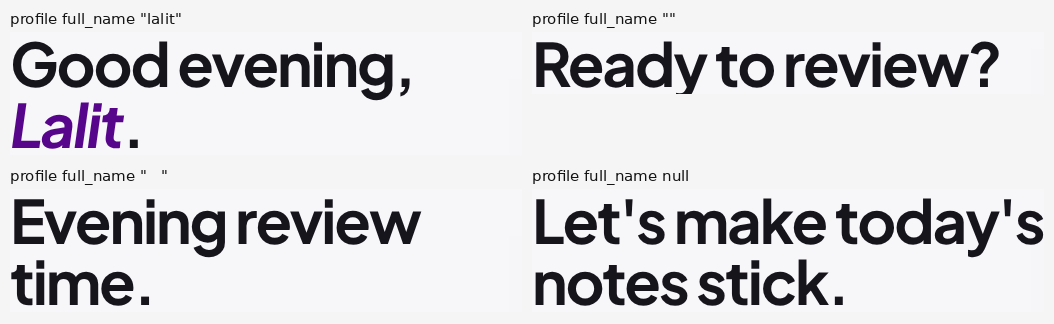 profile full_name "lalit"
Good evening,
Lalit.
profile full_name ""
Ready to review?
profile full_name "   "
Evening review
time.
profile full_name null
Let's make today's
notes stick.